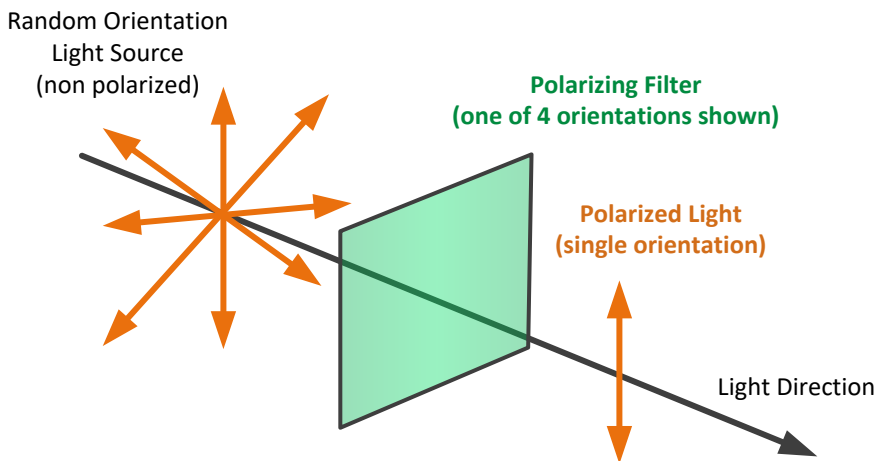 Random Orientation
Light Source
(non polarized)
Polarizing Filter
(one of 4 orientations shown)
Polarized Light
(single orientation)
Light Direction